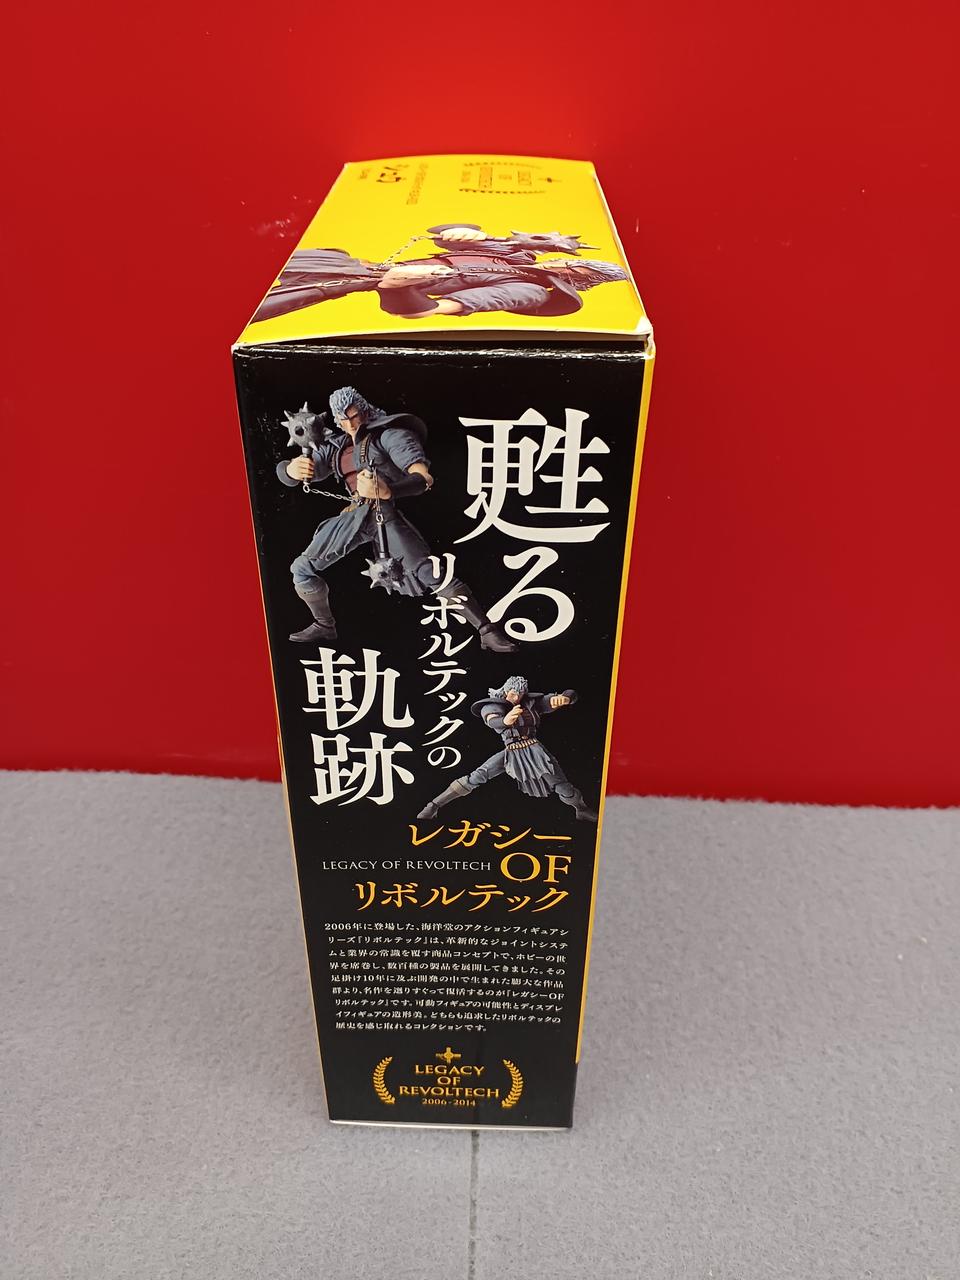 LEGACY
OF
REVOLTECH
甦る
リボルテックの
軌跡
レガシー
LEGACY OF REVOLTECH OF
リボルテック
2006年に登場した、海洋堂のアクションフィギュアシ
リーズ『リボルテック』は、革新的なジョイントシステ
ムと業界の常識を覆す商品コンセプトで、ホビーの世
界を席巻し、数百種の製品を展開してきました。その
足掛け10年に及ぶ開発の中で生まれた膨大な作品
群より、名作を選りすぐって復活するのが『レガシーOF
リボルテック』です。可動フィギュアの可能性とディスプレ
イフィギュアの造形美。どちらも追求したリボルテックの
歴史を感じ取れるコレクションです。
LEGACY
OF
REVOLTECH
2006-2014